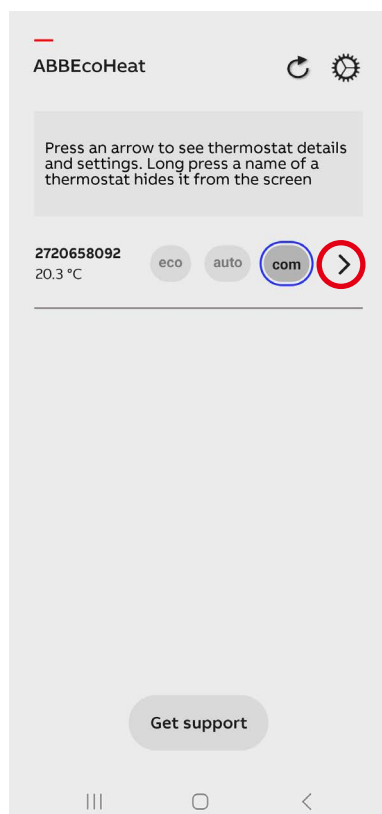 ABBEcoHeat
Press an arrow to see thermostat details
and settings. Long press a name of a
thermostat hides it from the screen
2720658092
20.3 °C
eco auto com
Get support